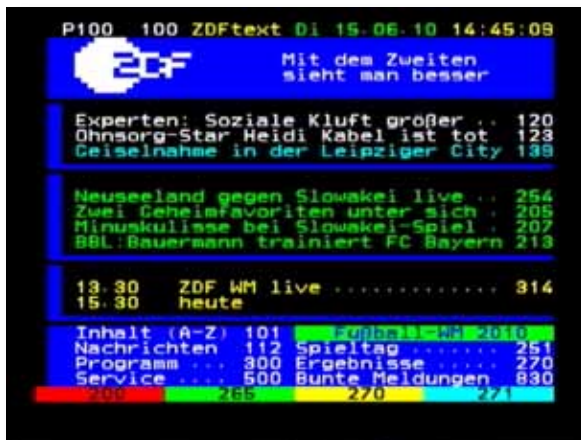 P100 100 ZDFtext Di 15.06.10 14:45:09
ZDF
Mit dem Zweiten
sieht man besser
Experten: Soziale Kluft größer .. 120
Ohnsorg-Star Heidi Kabel ist tot 123
Geiselnahme in der Leipziger City 139
Neuseeland gegen Slowakei live .. 254
Zwei Geheimfavoriten unter sich . 205
Minuskulisse bei Slowakei-Spiel . 207
BBL:Bauermann trainiert FC Bayern 213
13.30 ZDF WM live ............. 314
15.30 heute
Inhalt (A-Z) 101 Fußball-WM 2010
Nachrichten 112 Spieltag ....... 251
Programm ... 300 Ergebnisse ..... 270
Service .... 500 Bunte Meldungen 830
200 265 270 271